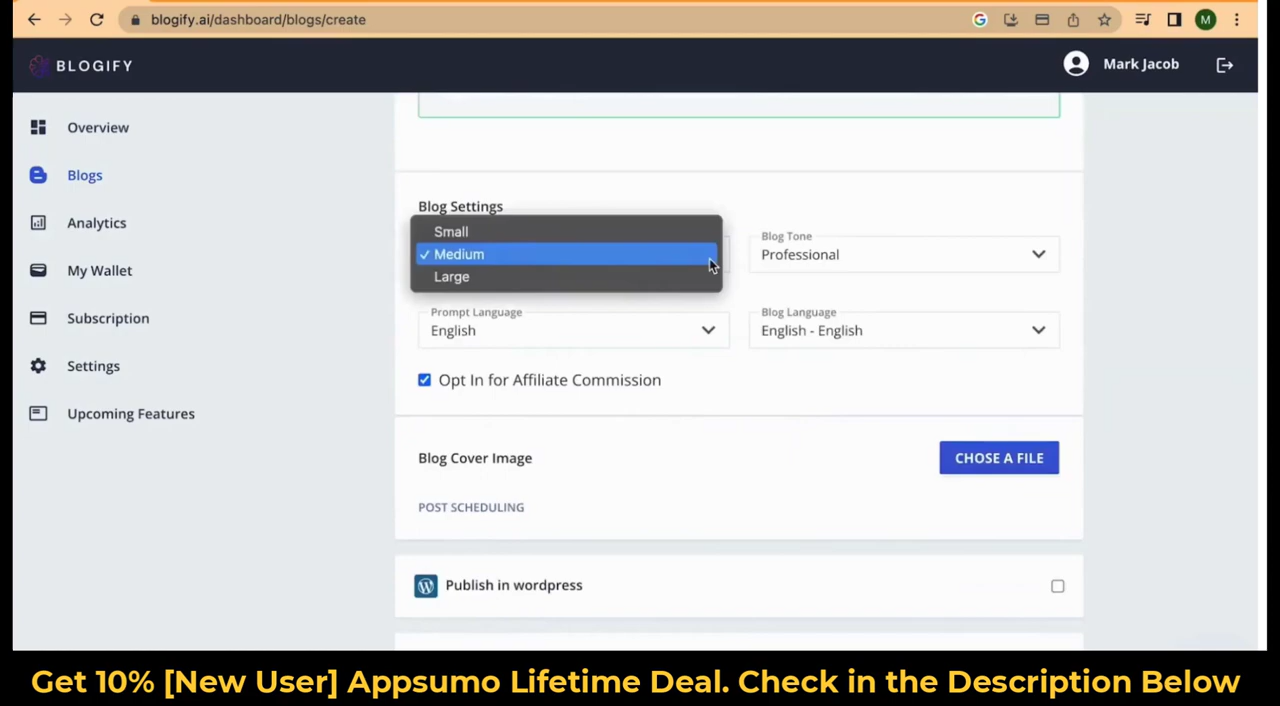 blogify.ai/dashboard/blogs/create
M
BLOGIFY
Mark Jacob
Overview
Blogs
Analytics
My Wallet
Subscription
Settings
Upcoming Features
Blog Settings
Small
✓ Medium
Large
Blog Tone
Professional
Prompt Language
English
Blog Language
English - English
Opt In for Affiliate Commission
Blog Cover Image
CHOSE A FILE
POST SCHEDULING
Publish in wordpress
Get 10% [New User] Appsumo Lifetime Deal. Check in the Description Below